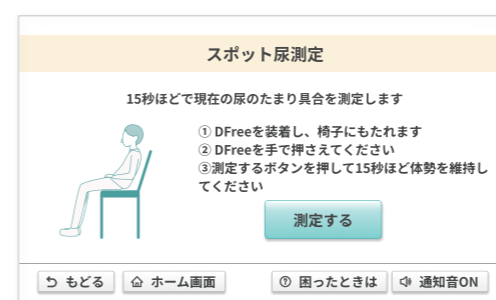 スポット尿測定
15秒ほどで現在の尿のたまり具合を測定します
① DFreeを装着し、椅子にもたれます
② DFreeを手で押さえてください
③測定するボタンを押して15秒ほど体勢を維持し
てください
測定する
もどる ホーム画面 困ったときは 通知音ON